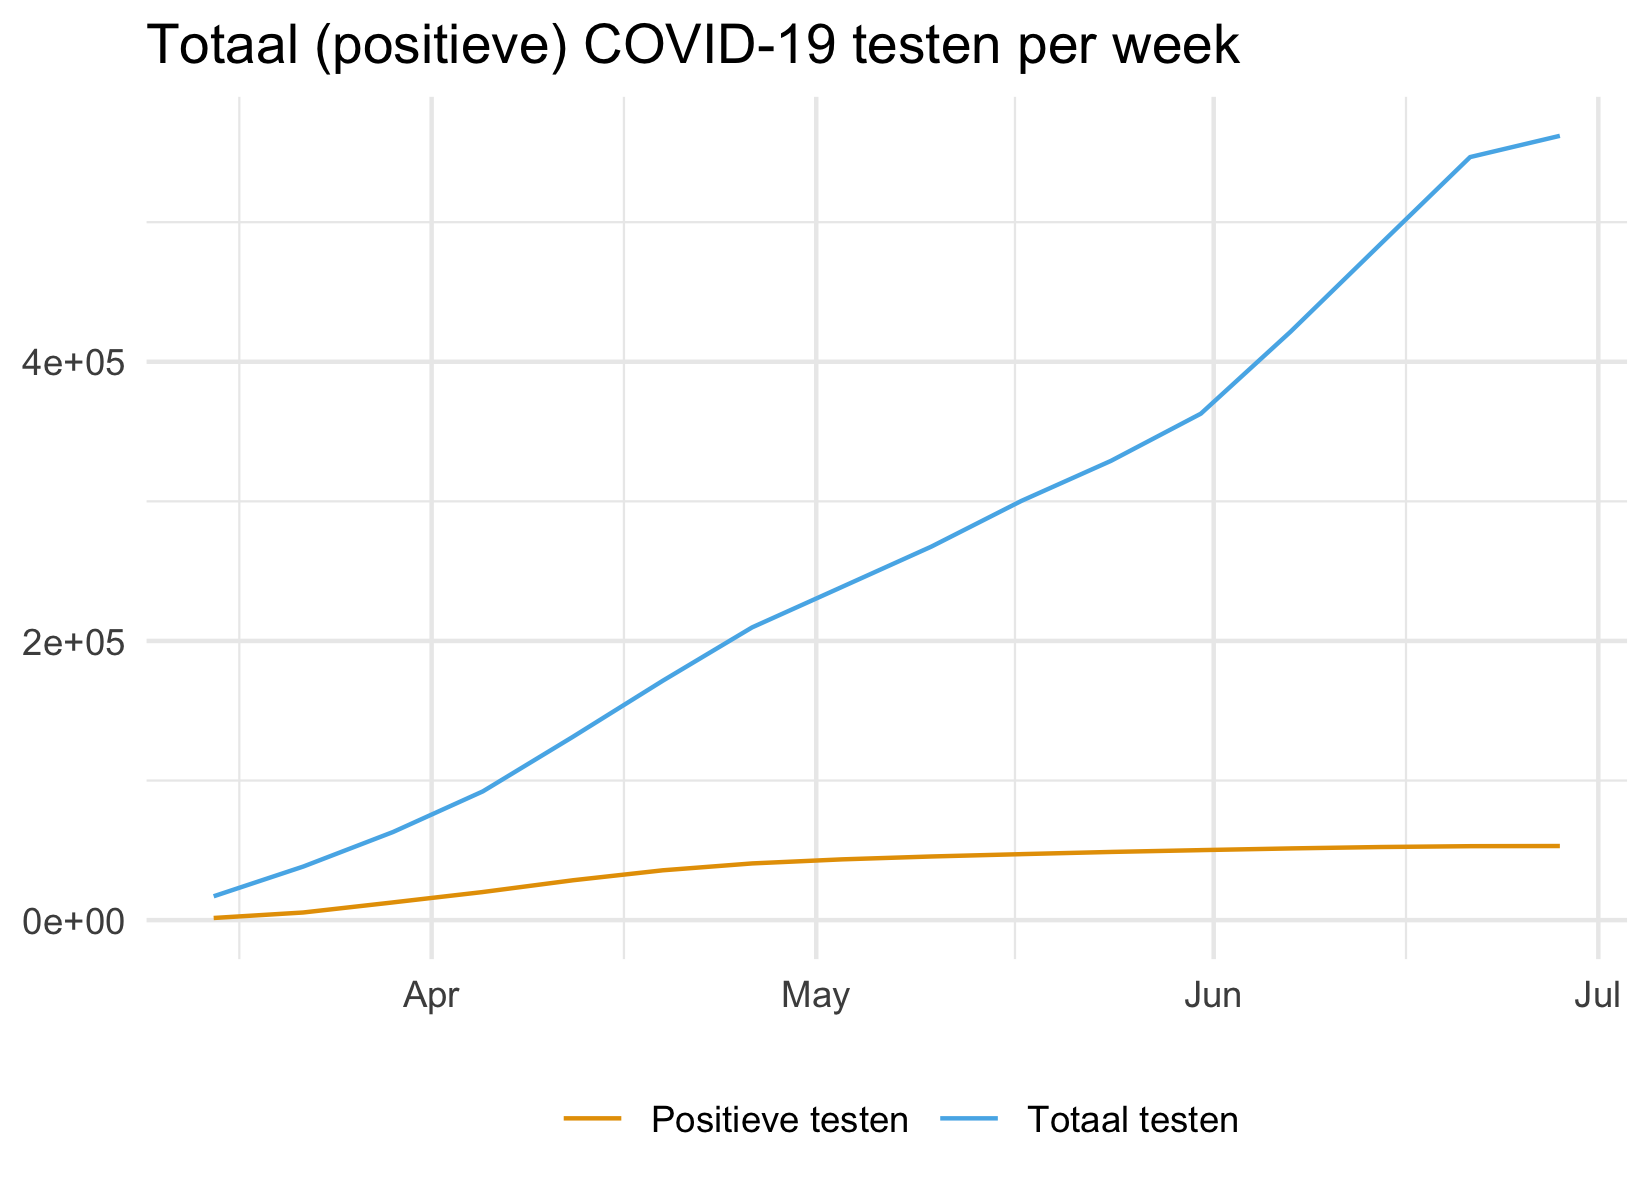 Totaal (positieve) COVID-19 testen per week
4e+05
2e+05
0e+00
Apr May Jun Jul
Positieve testen Totaal testen